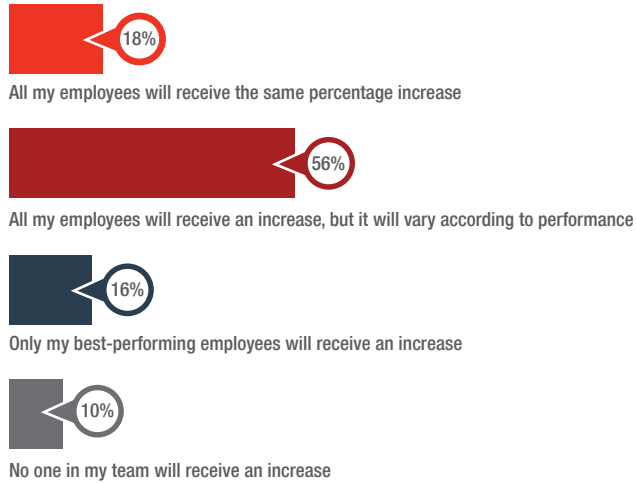 18%
All my employees will receive the same percentage increase
56%
All my employees will receive an increase, but it will vary according to performance
16%
Only my best-performing employees will receive an increase
10%
No one in my team will receive an increase